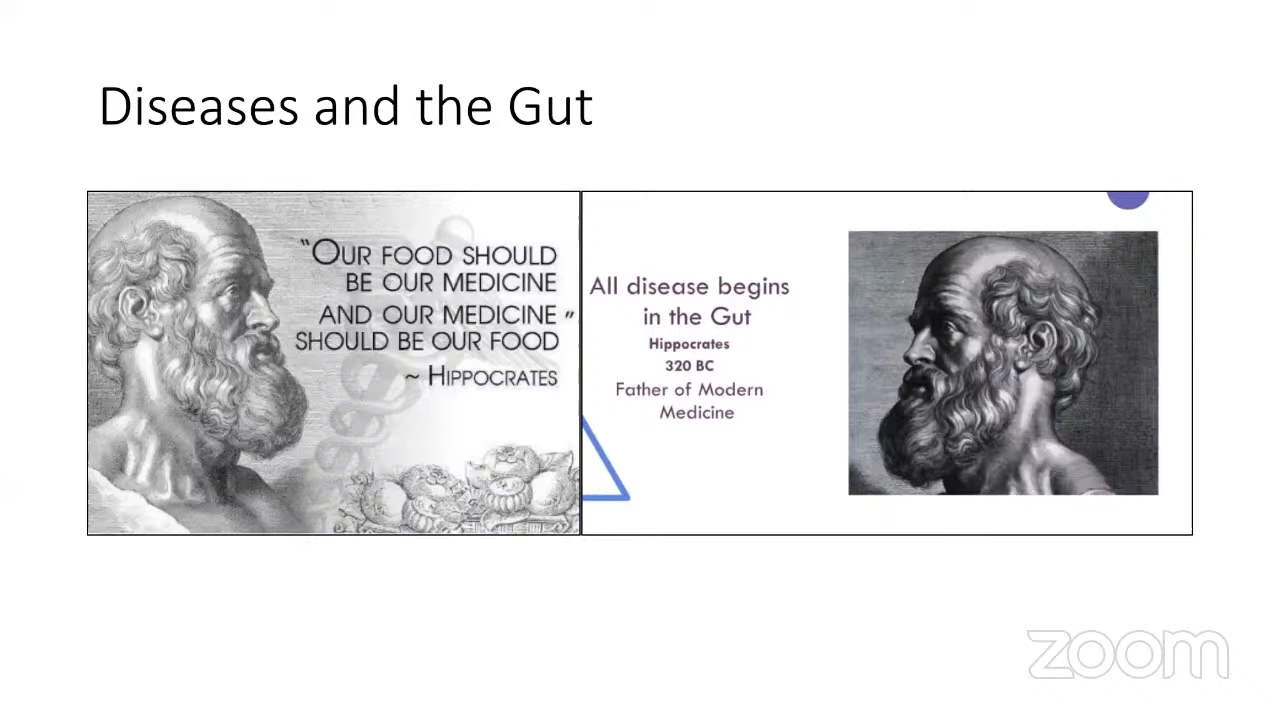 Diseases and the Gut
“OUR FOOD SHOULD
BE OUR MEDICINE
AND OUR MEDICINE ”
SHOULD BE OUR FOOD
~ HIPPOCRATES
All disease begins
in the Gut
Hippocrates
320 BC
Father of Modern
Medicine
zoom